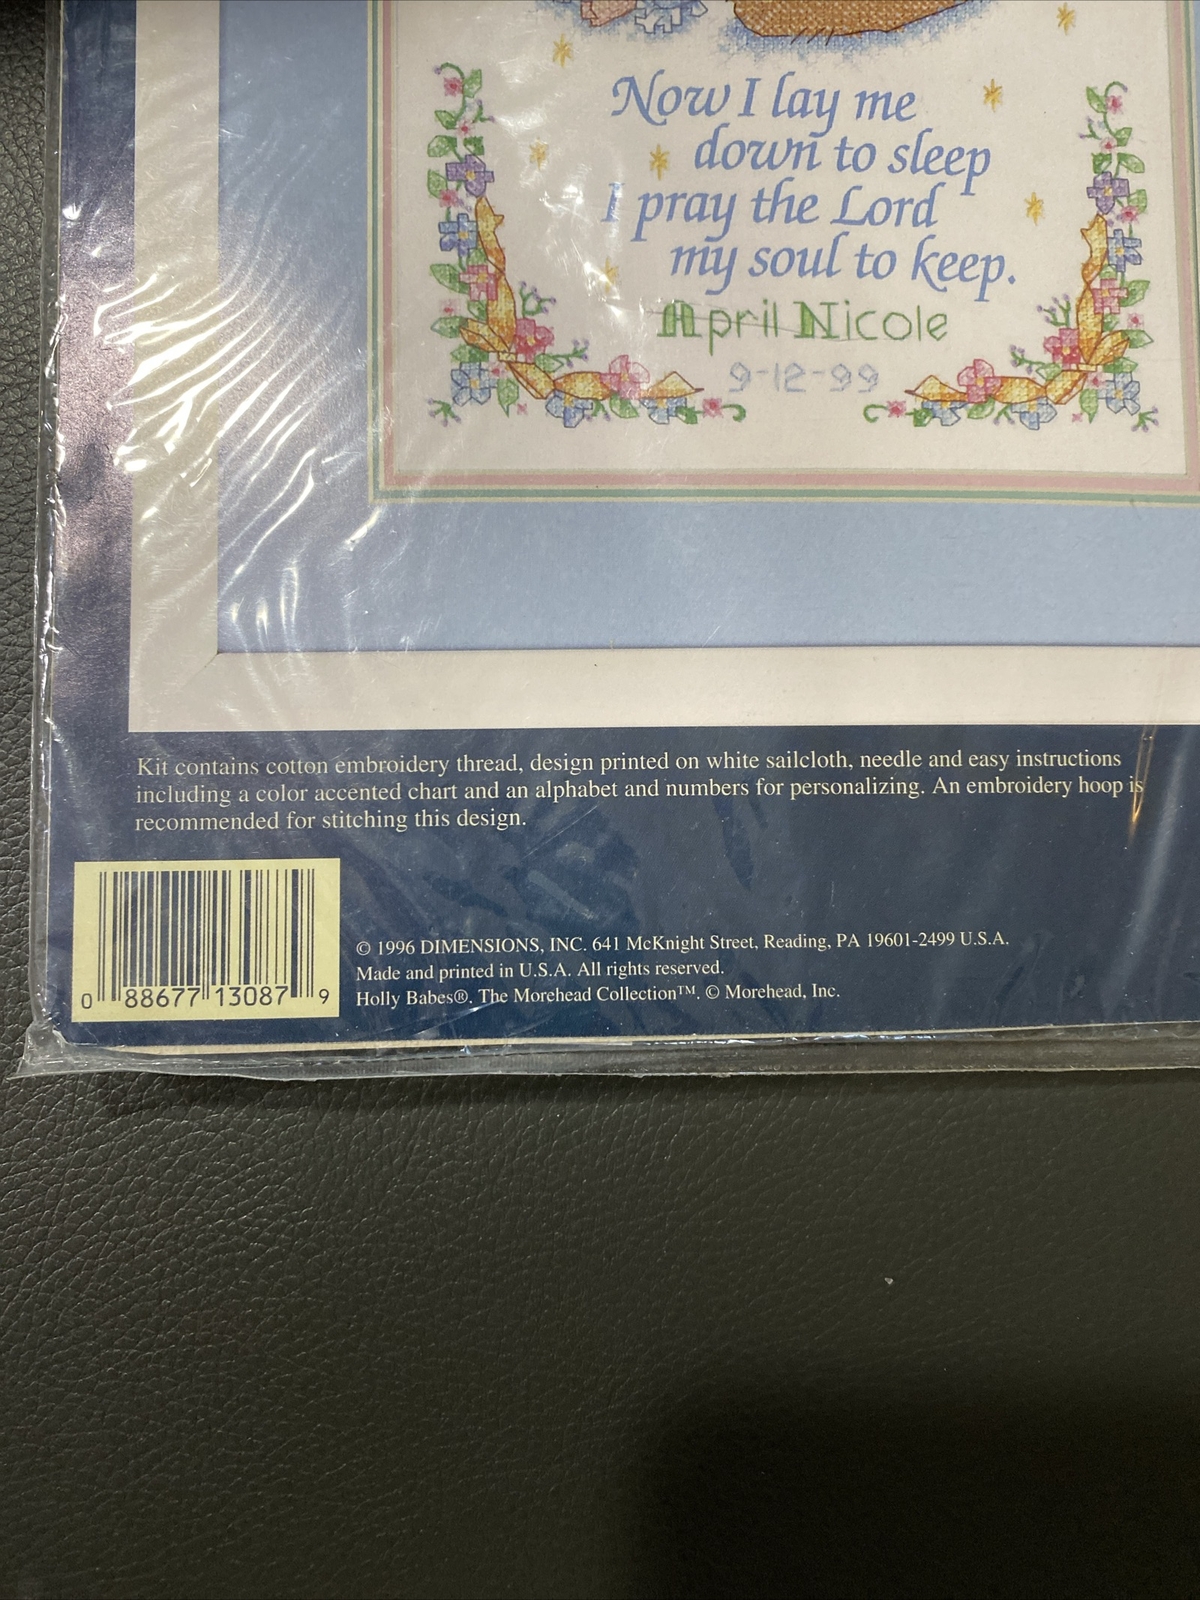 Now I lay me
down to sleep
I pray the Lord
my soul to keep.
April Nicole
9-12-99
Kit contains cotton embroidery thread, design printed on white sailcloth, needle and easy instructions
including a color accented chart and an alphabet and numbers for personalizing. An embroidery hoop is
recommended for stitching this design.
© 1996 DIMENSIONS, INC. 641 McKnight Street, Reading, PA 19601-2499 U.S.A.
Made and printed in U.S.A. All rights reserved.
Holly Babes®. The Morehead Collection™. © Morehead, Inc.
0 88677 13087 9